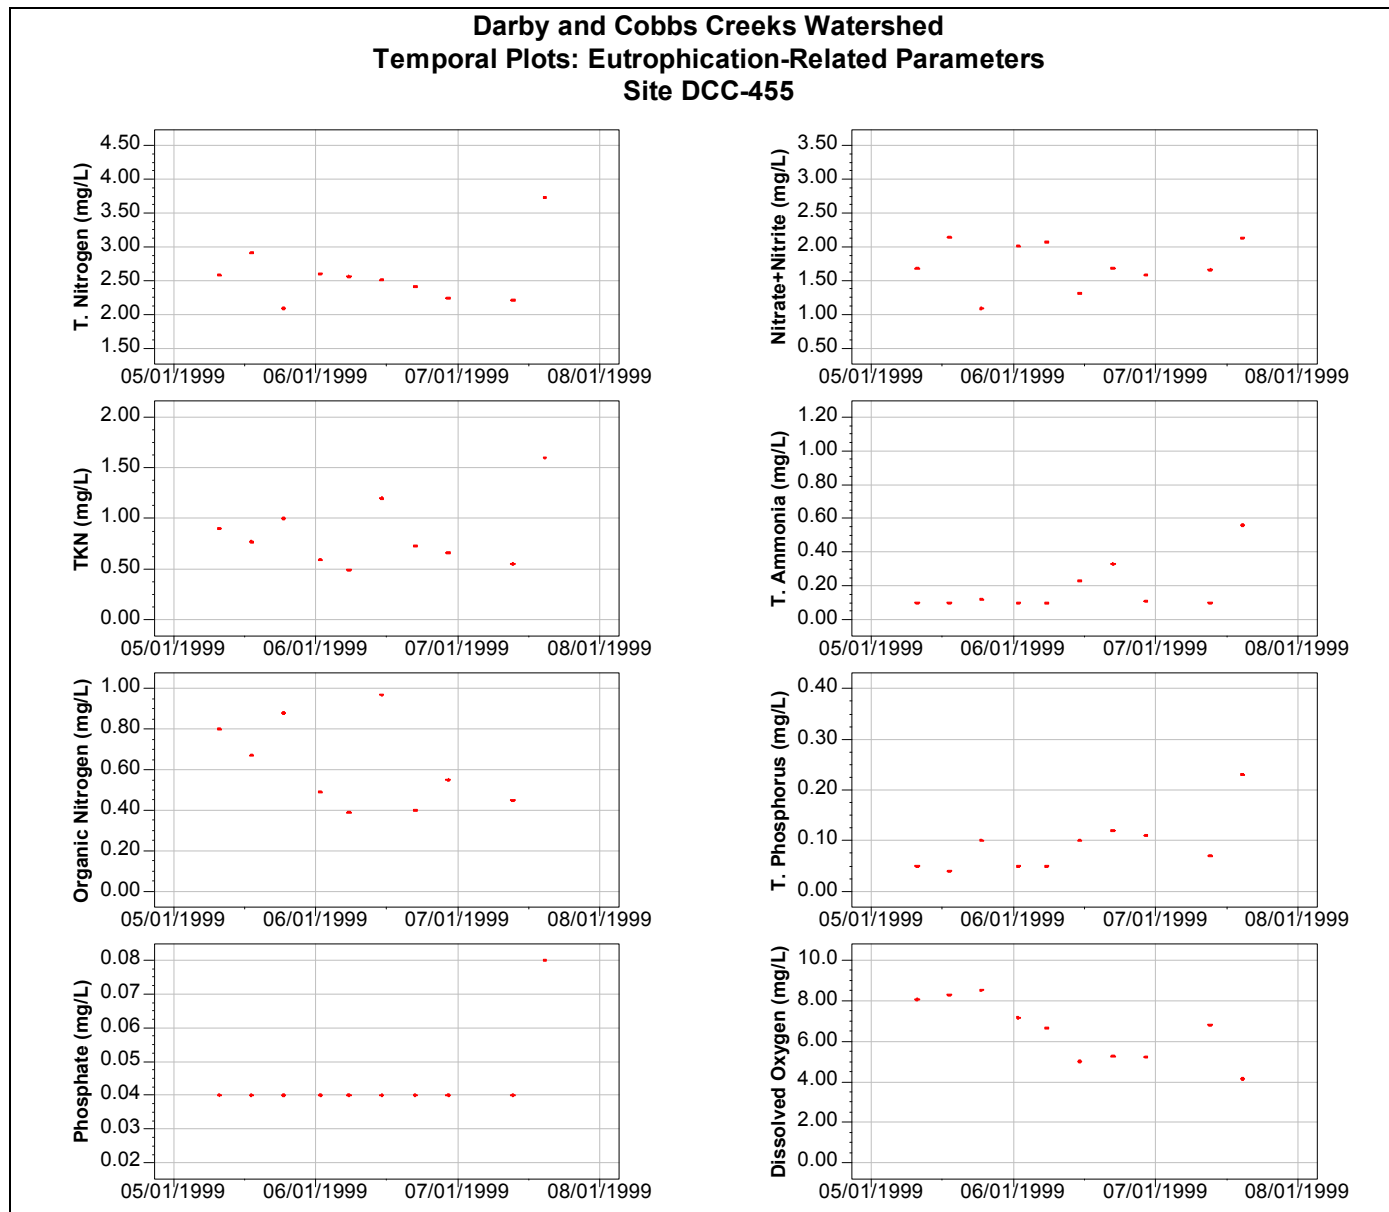 Darby and Cobbs Creeks Watershed
Temporal Plots: Eutrophication-Related Parameters
Site DCC-455
T. Nitrogen (mg/L)
4.50
4.00
3.50
3.00
2.50
2.00
1.50
05/01/1999 06/01/1999 07/01/1999 08/01/1999
Nitrate+Nitrite (mg/L)
3.50
3.00
2.50
2.00
1.50
1.00
0.50
05/01/1999 06/01/1999 07/01/1999 08/01/1999
TKN (mg/L)
2.00
1.50
1.00
0.50
0.00
05/01/1999 06/01/1999 07/01/1999 08/01/1999
T. Ammonia (mg/L)
1.20
1.00
0.80
0.60
0.40
0.20
0.00
05/01/1999 06/01/1999 07/01/1999 08/01/1999
Organic Nitrogen (mg/L)
1.00
0.80
0.60
0.40
0.20
0.00
05/01/1999 06/01/1999 07/01/1999 08/01/1999
T. Phosphorus (mg/L)
0.40
0.30
0.20
0.10
0.00
05/01/1999 06/01/1999 07/01/1999 08/01/1999
Phosphate (mg/L)
0.08
0.07
0.06
0.05
0.04
0.03
0.02
05/01/1999 06/01/1999 07/01/1999 08/01/1999
Dissolved Oxygen (mg/L)
10.0
8.00
6.00
4.00
2.00
0.00
05/01/1999 06/01/1999 07/01/1999 08/01/1999